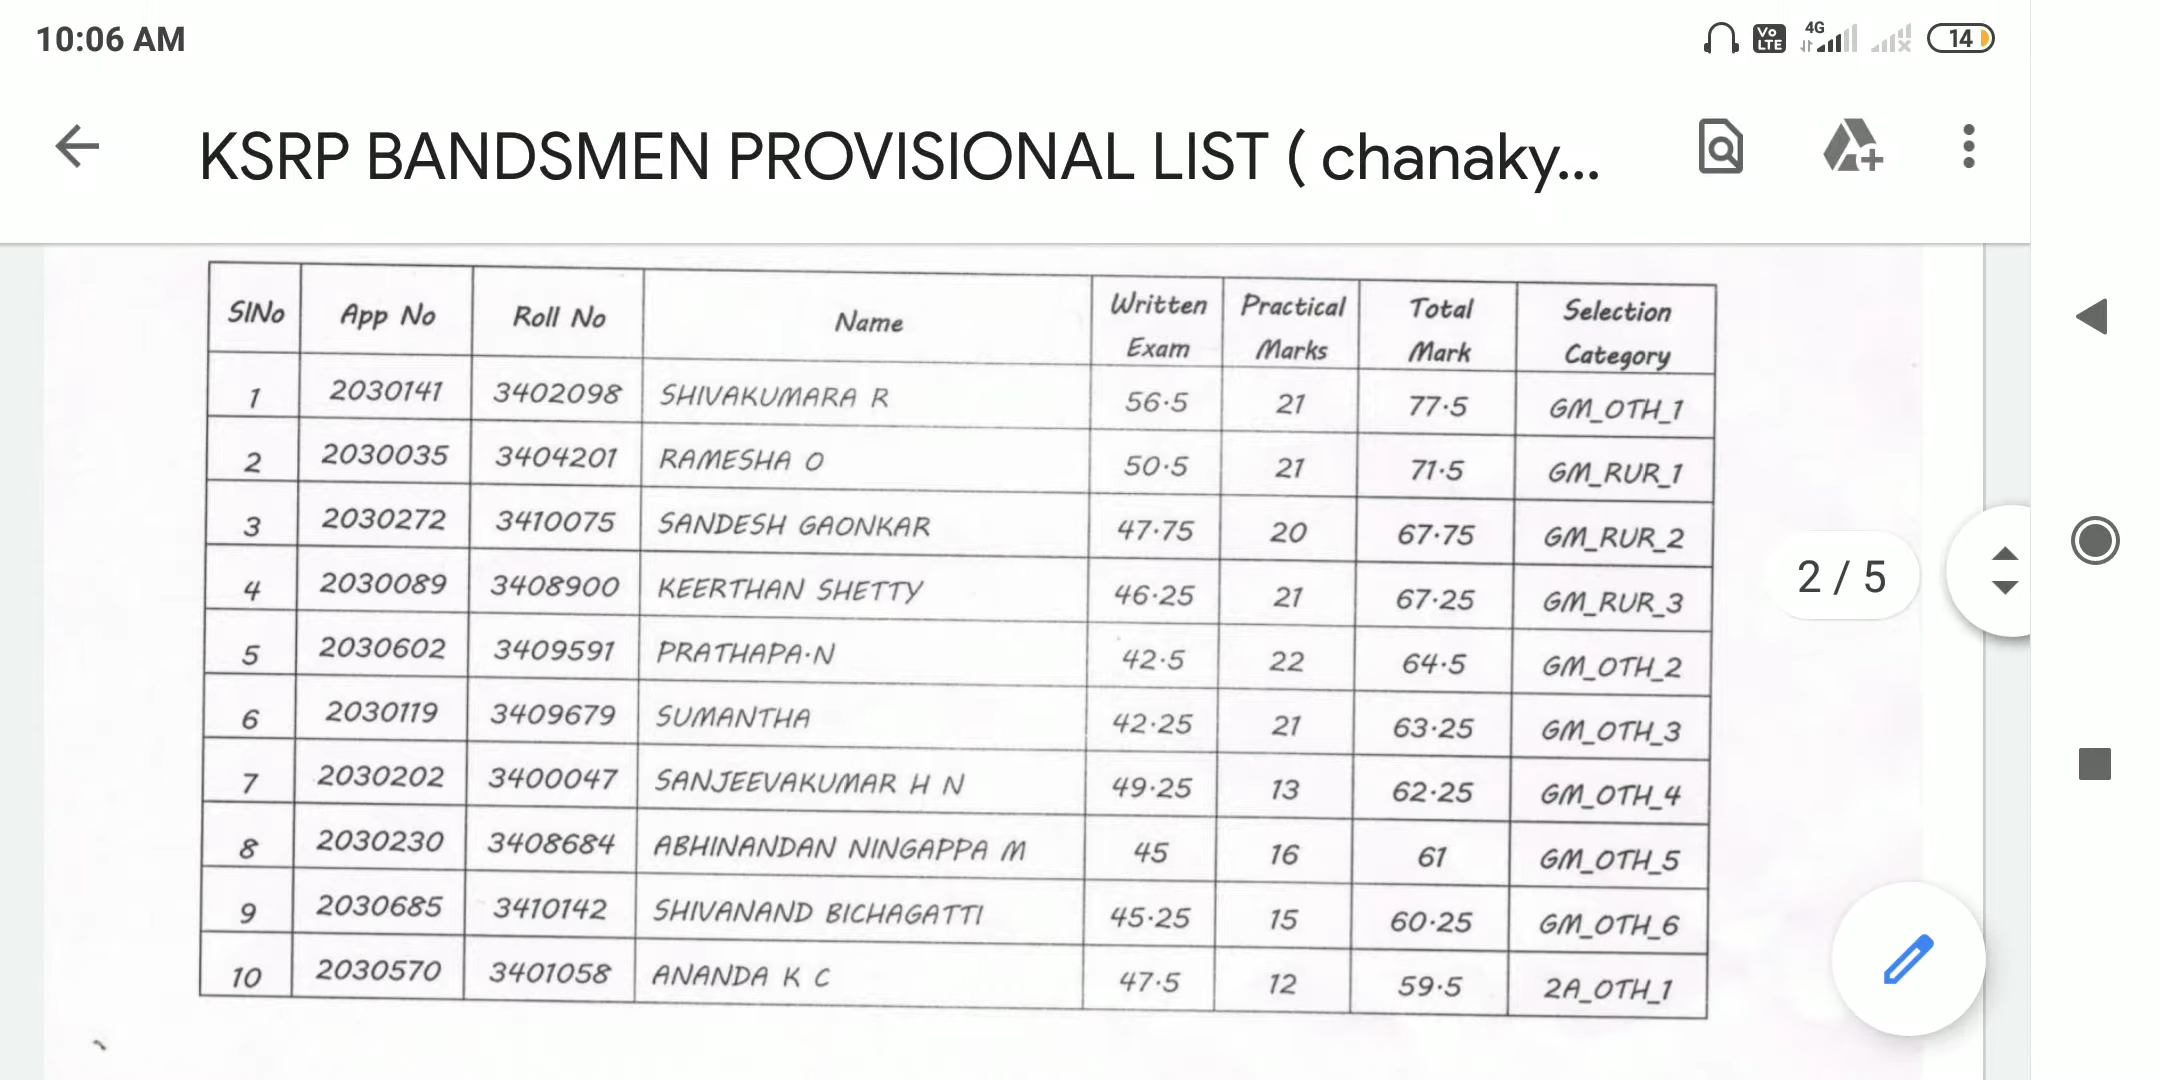 10:06 AM
Vo LTE 4G 14
KSRP BANDSMEN PROVISIONAL LIST ( chanaky...
SlNo App No Roll No Name Written Exam Practical Marks Total Mark Selection Category
1 2030141 3402098 SHIVAKUMARA R 56.5 21 77.5 GM_OTH_1
2 2030035 3404201 RAMESHA O 50.5 21 71.5 GM_RUR_1
3 2030272 3410075 SANDESH GAONKAR 47.75 20 67.75 GM_RUR_2
4 2030089 3408900 KEERTHAN SHETTY 46.25 21 67.25 GM_RUR_3
5 2030602 3409591 PRATHAPA.N 42.5 22 64.5 GM_OTH_2
6 2030119 3409679 SUMANTHA 42.25 21 63.25 GM_OTH_3
7 2030202 3400047 SANJEEVAKUMAR H N 49.25 13 62.25 GM_OTH_4
8 2030230 3408684 ABHINANDAN NINGAPPA M 45 16 61 GM_OTH_5
9 2030685 3410142 SHIVANAND BICHAGATTI 45.25 15 60.25 GM_OTH_6
10 2030570 3401058 ANANDA K C 47.5 12 59.5 2A_OTH_1
2 / 5